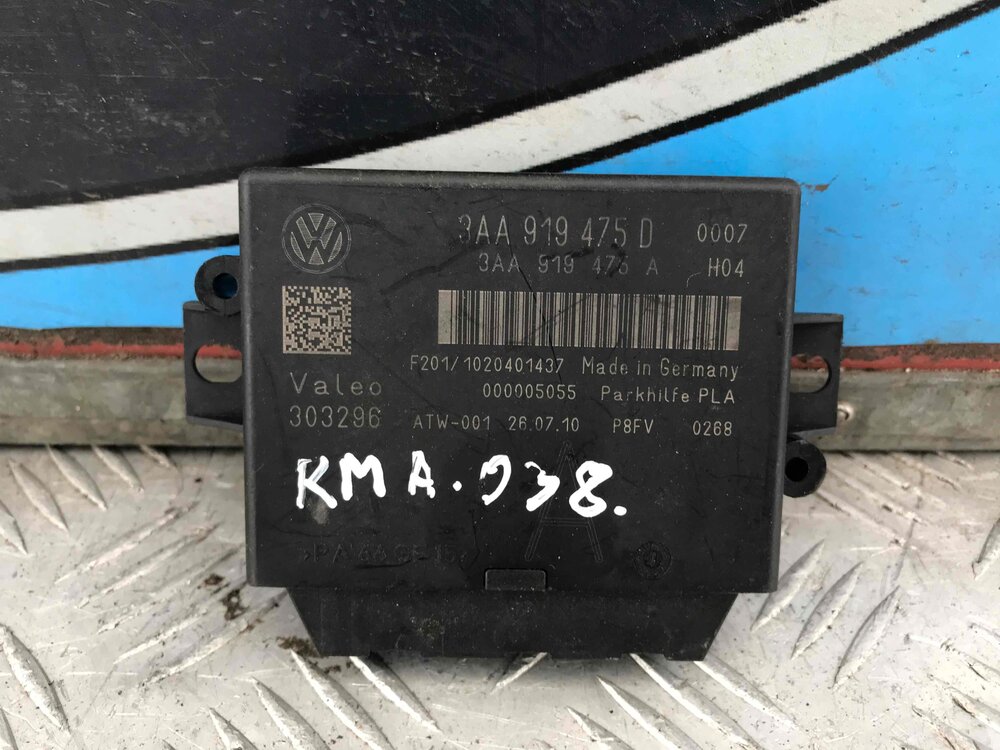 3AA 919 475 D 0007
3AA 919 475 A H04
F201/1020401437 Made in Germany
Valeo 000005055 Parkhilfe PLA
303296 ATW-001 26.07.10 P8FV 0268
KMA.938.